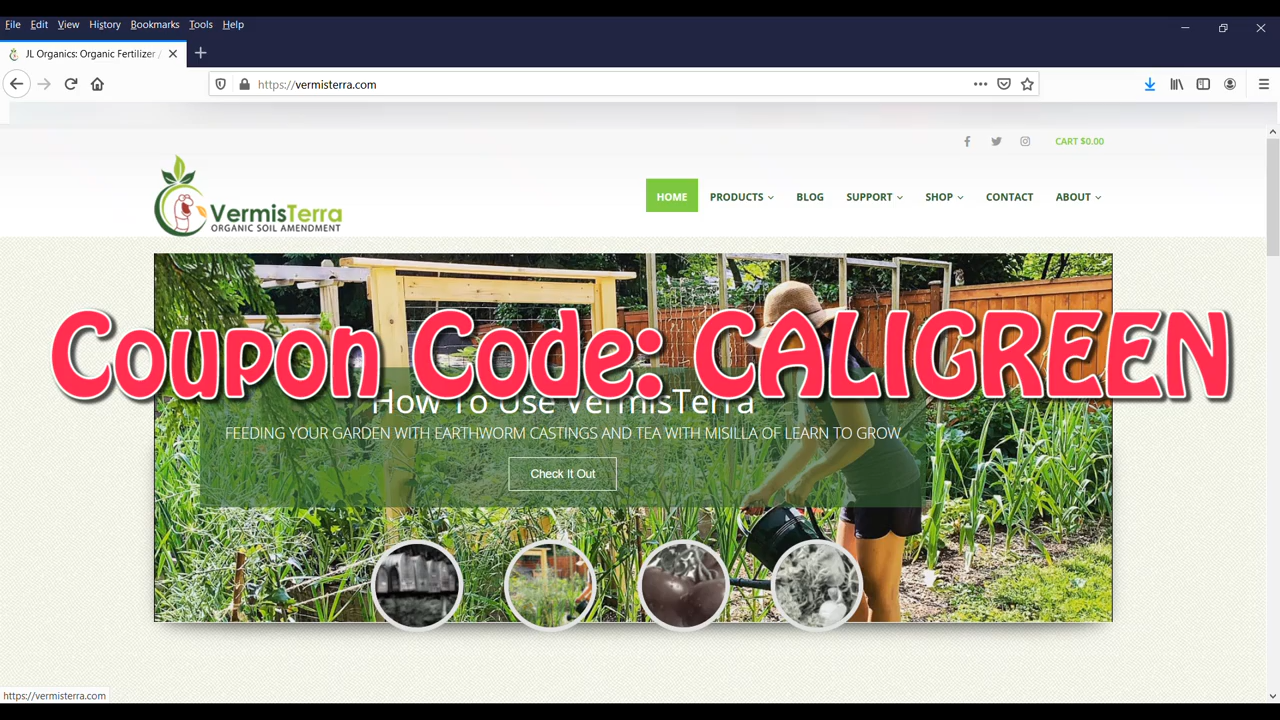 File Edit View History Bookmarks Tools Help
JL Organics: Organic Fertilizer /
https://vermisterra.com
CART $0.00
VermisTerra
ORGANIC SOIL AMENDMENT
HOME PRODUCTS BLOG SUPPORT SHOP CONTACT ABOUT
Coupon Code: CALIGREEN
How To Use VermisTerra
FEEDING YOUR GARDEN WITH EARTHWORM CASTINGS AND TEA WITH MISILLA OF LEARN TO GROW
Check It Out
https://vermisterra.com